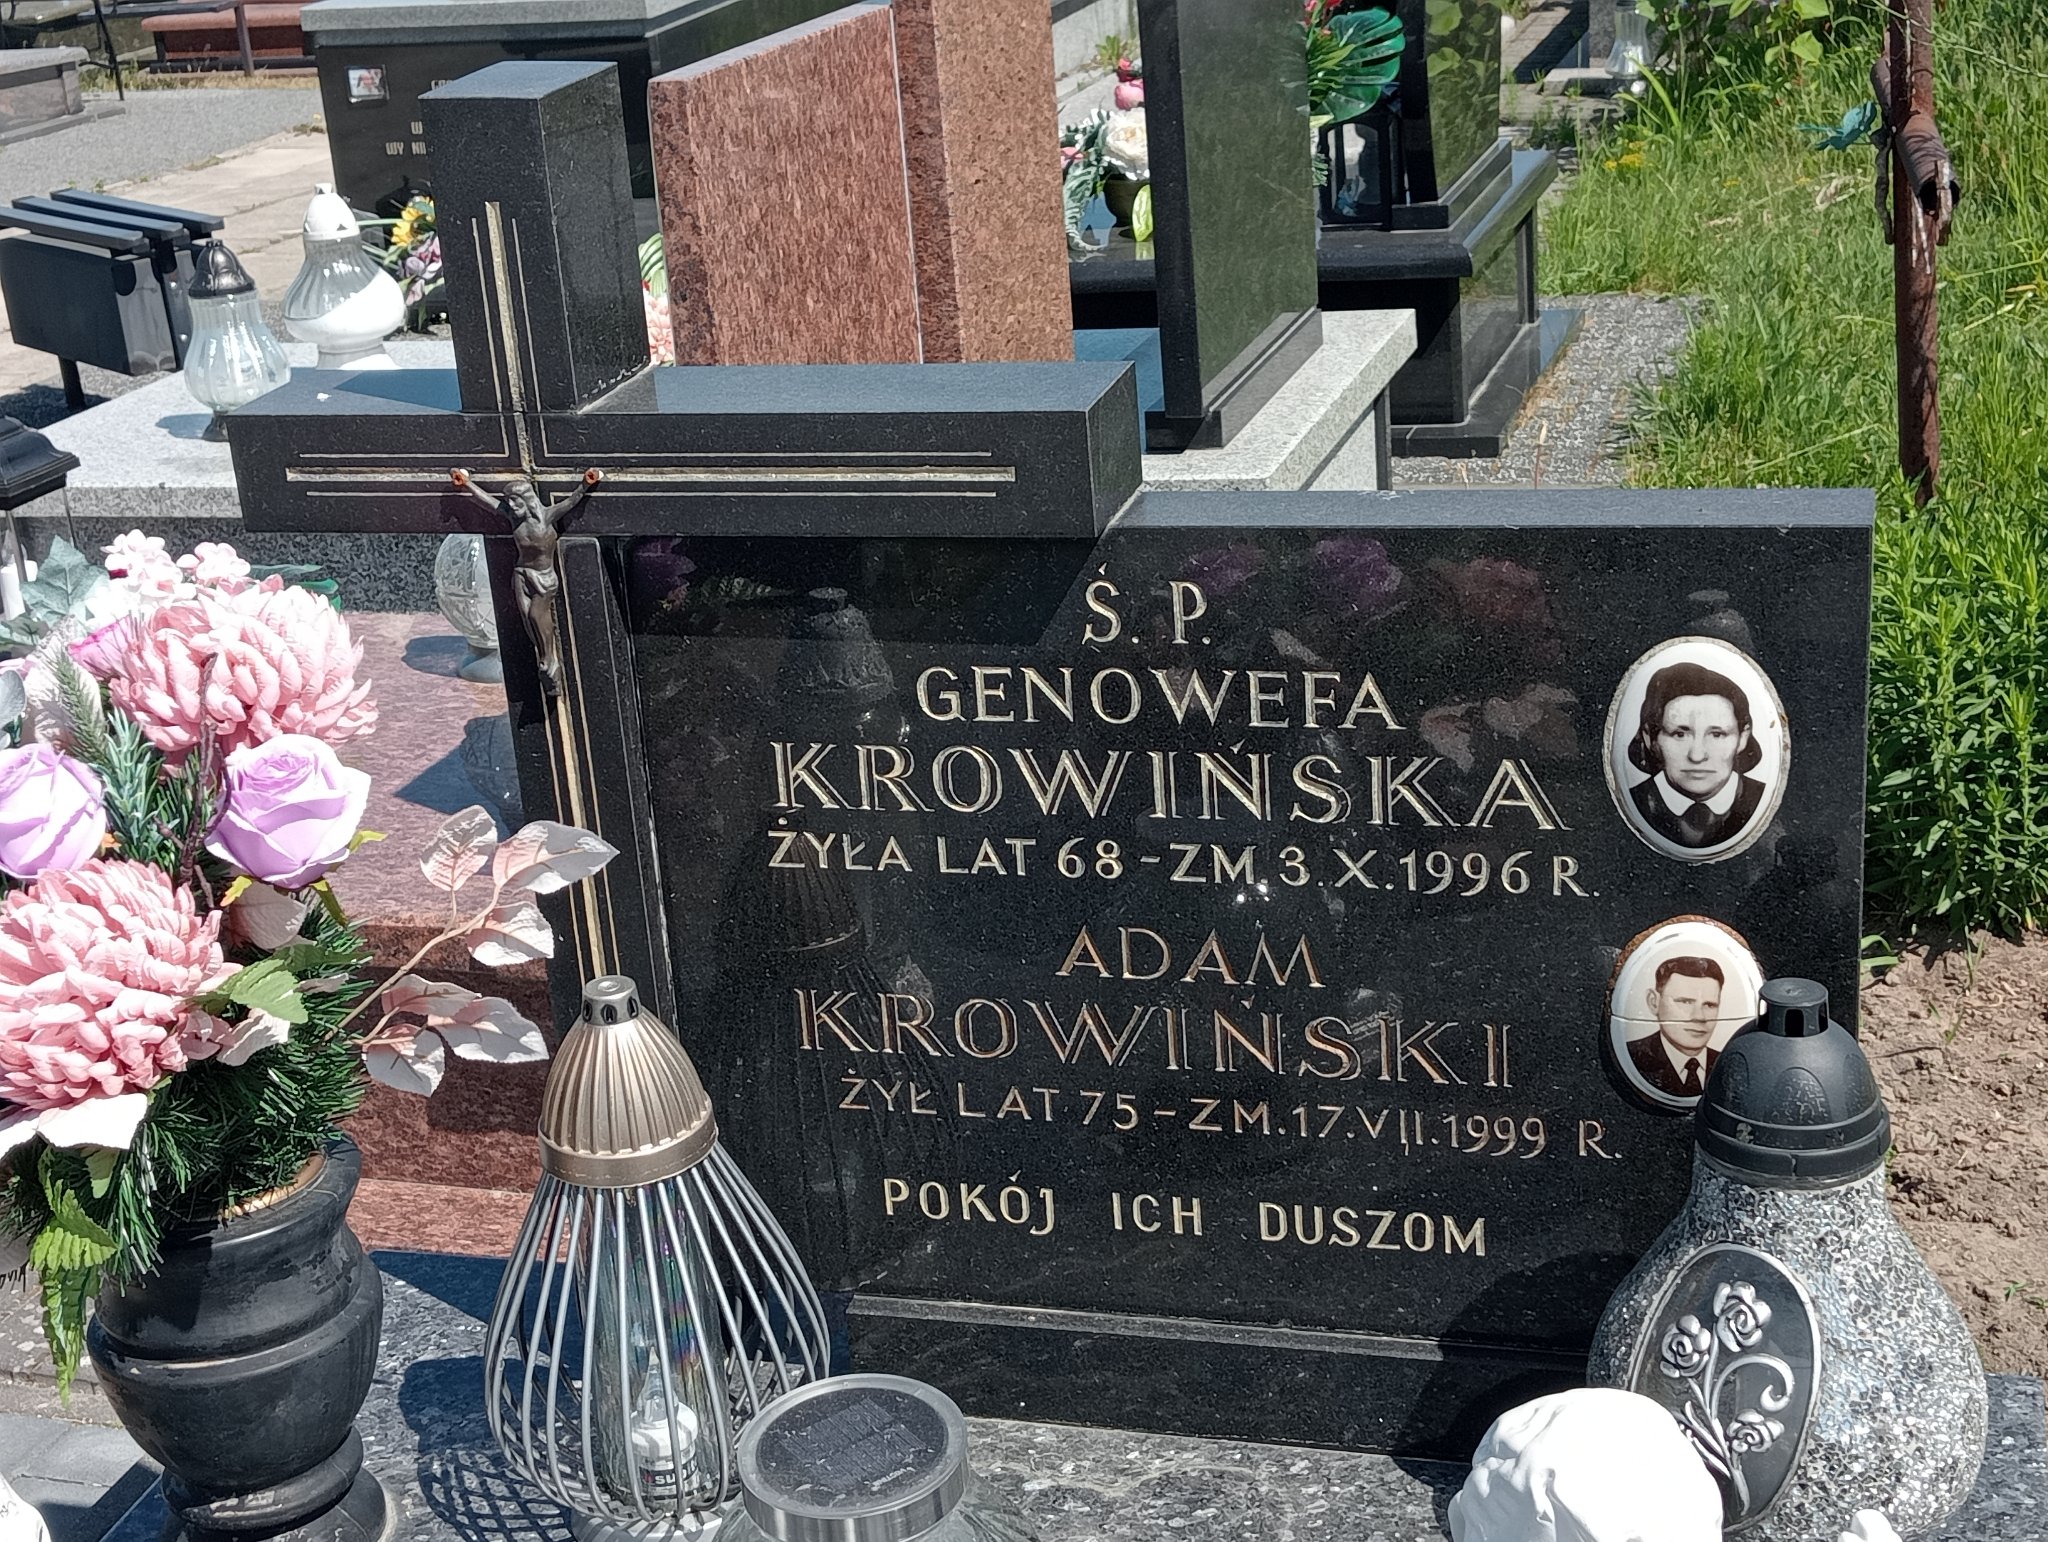 Ś. P.
GENOWEFA
KROWIŃSKA
ŻYŁA LAT 68 - ZM. 3. X. 1996 R.
ADAM
KROWIŃSKI
ŻYŁ LAT 75 - ZM. 17. VII. 1999 R.
POKÓJ ICH DUSZOM